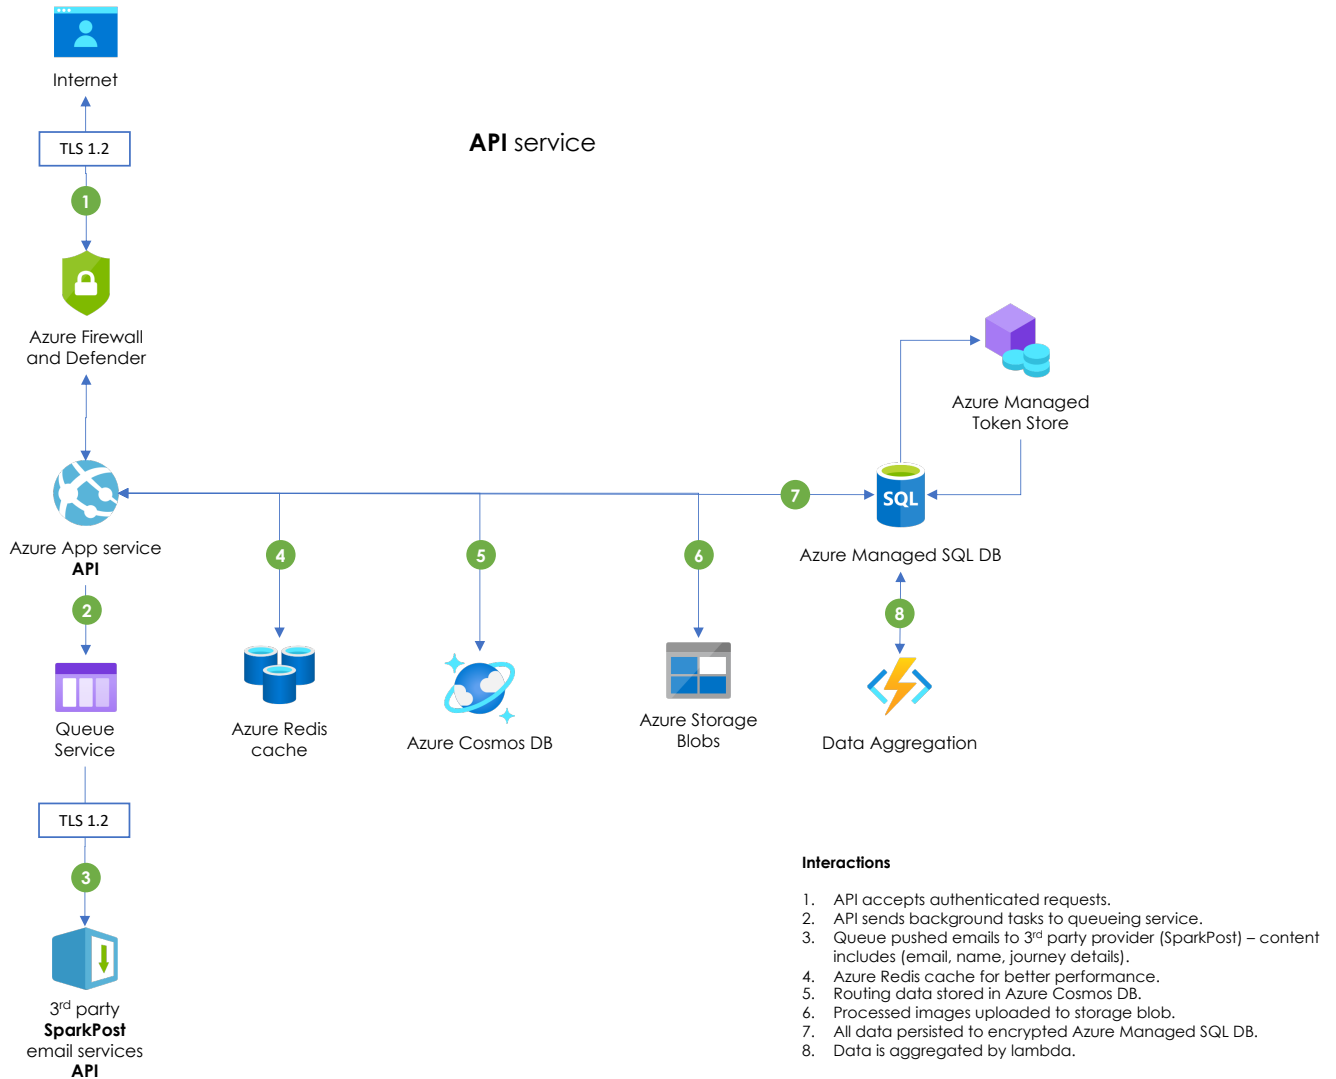 Internet
TLS 1.2
API service
1
Azure Firewall
and Defender
Azure Managed
Token Store
SQL
7
Azure App service
API
4
5
6
Azure Managed SQL DB
2
8
Queue
Service
Azure Redis
cache
Azure Cosmos DB
Azure Storage
Blobs
Data Aggregation
TLS 1.2
3
3rd party
SparkPost
email services
API
Interactions
1. API accepts authenticated requests.
2. API sends background tasks to queueing service.
3. Queue pushed emails to 3rd party provider (SparkPost) – content
includes (email, name, journey details).
4. Azure Redis cache for better performance.
5. Routing data stored in Azure Cosmos DB.
6. Processed images uploaded to storage blob.
7. All data persisted to encrypted Azure Managed SQL DB.
8. Data is aggregated by lambda.